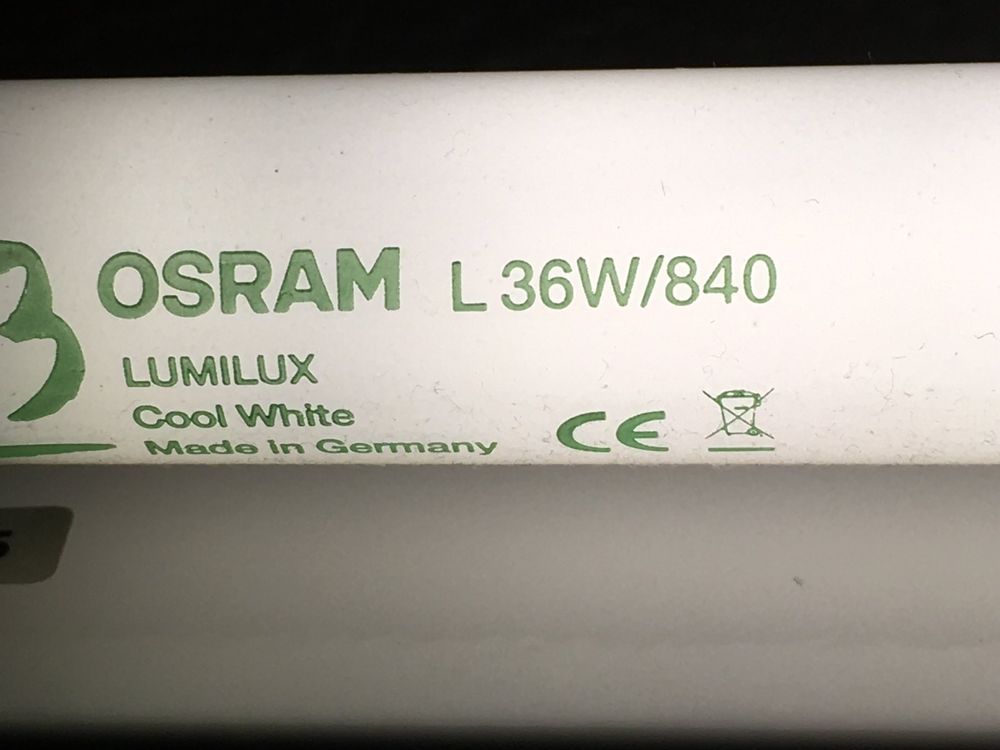 OSRAM L 36W/840
LUMILUX
Cool White
Made in Germany
CE